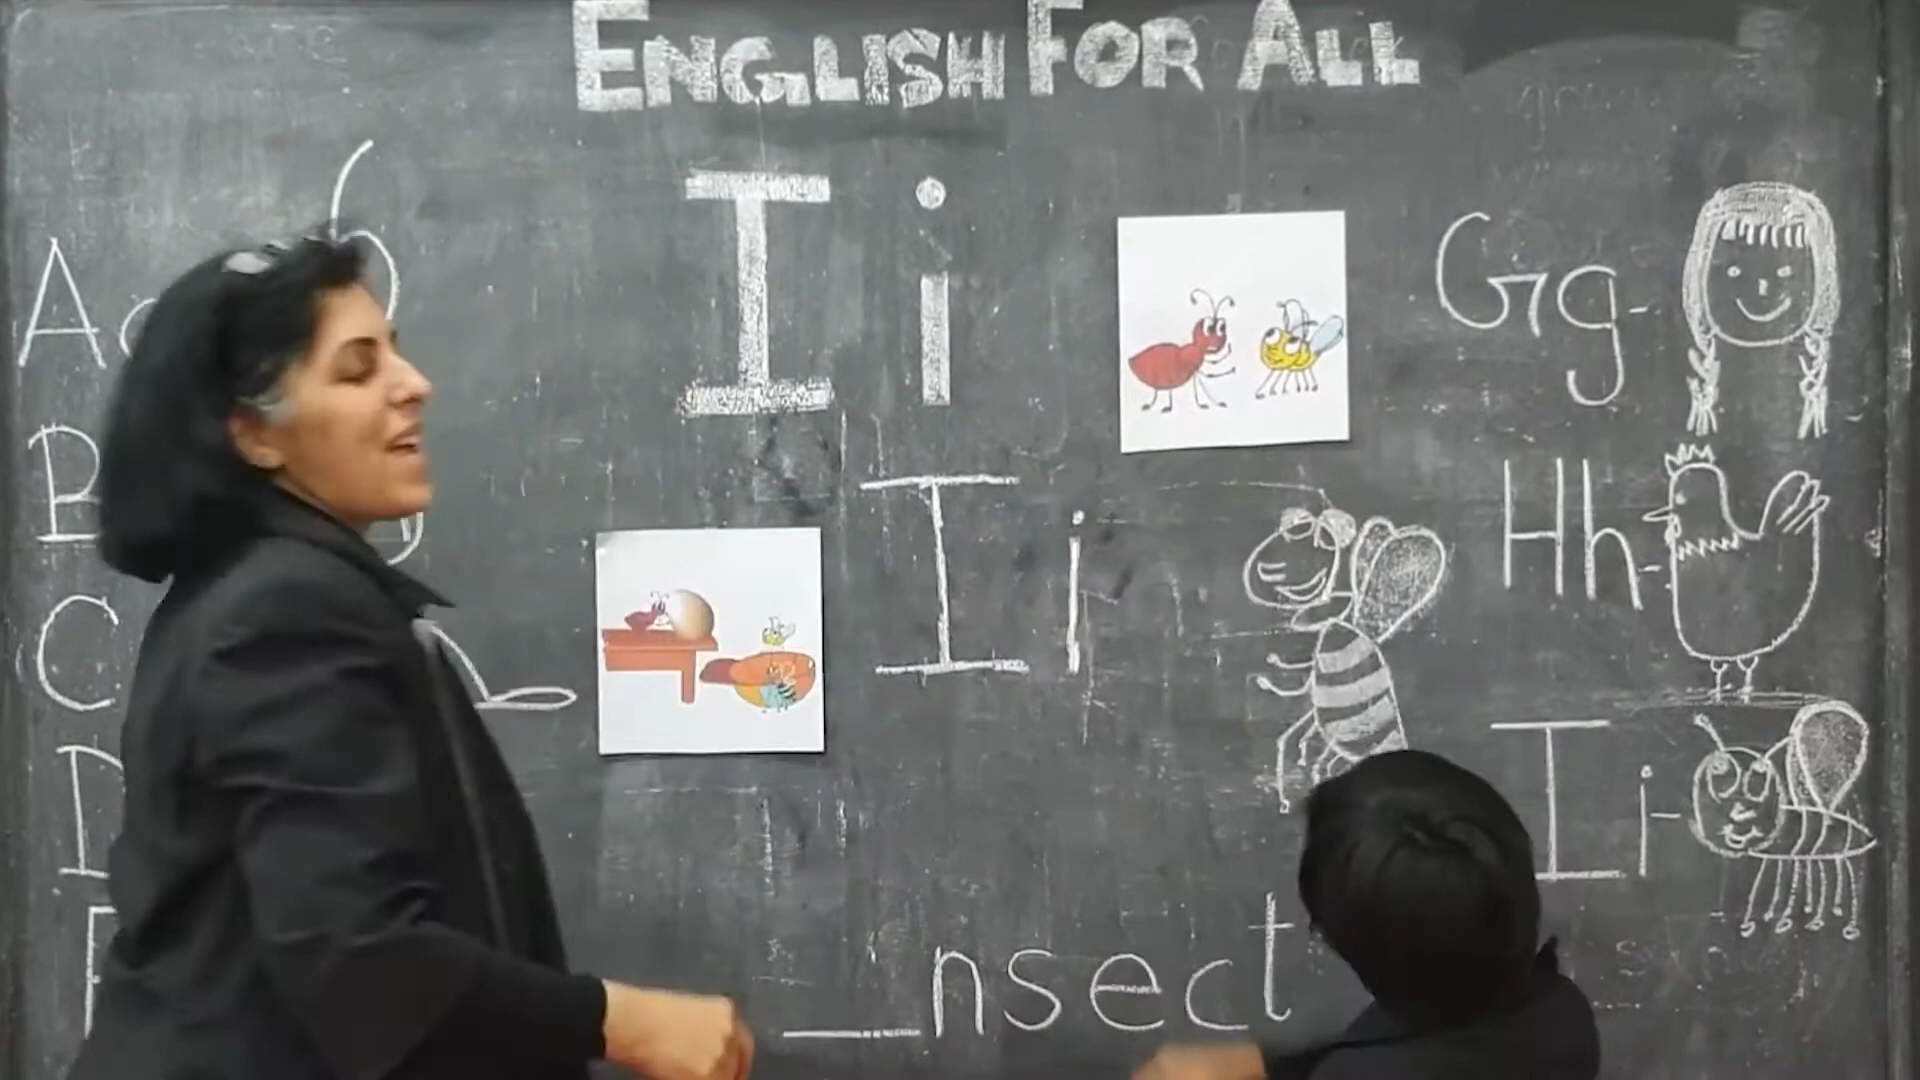 ENGLISH FOR ALL
I i
A
Gg-
B
Hh-
I i
C
I i-
D
_nsect